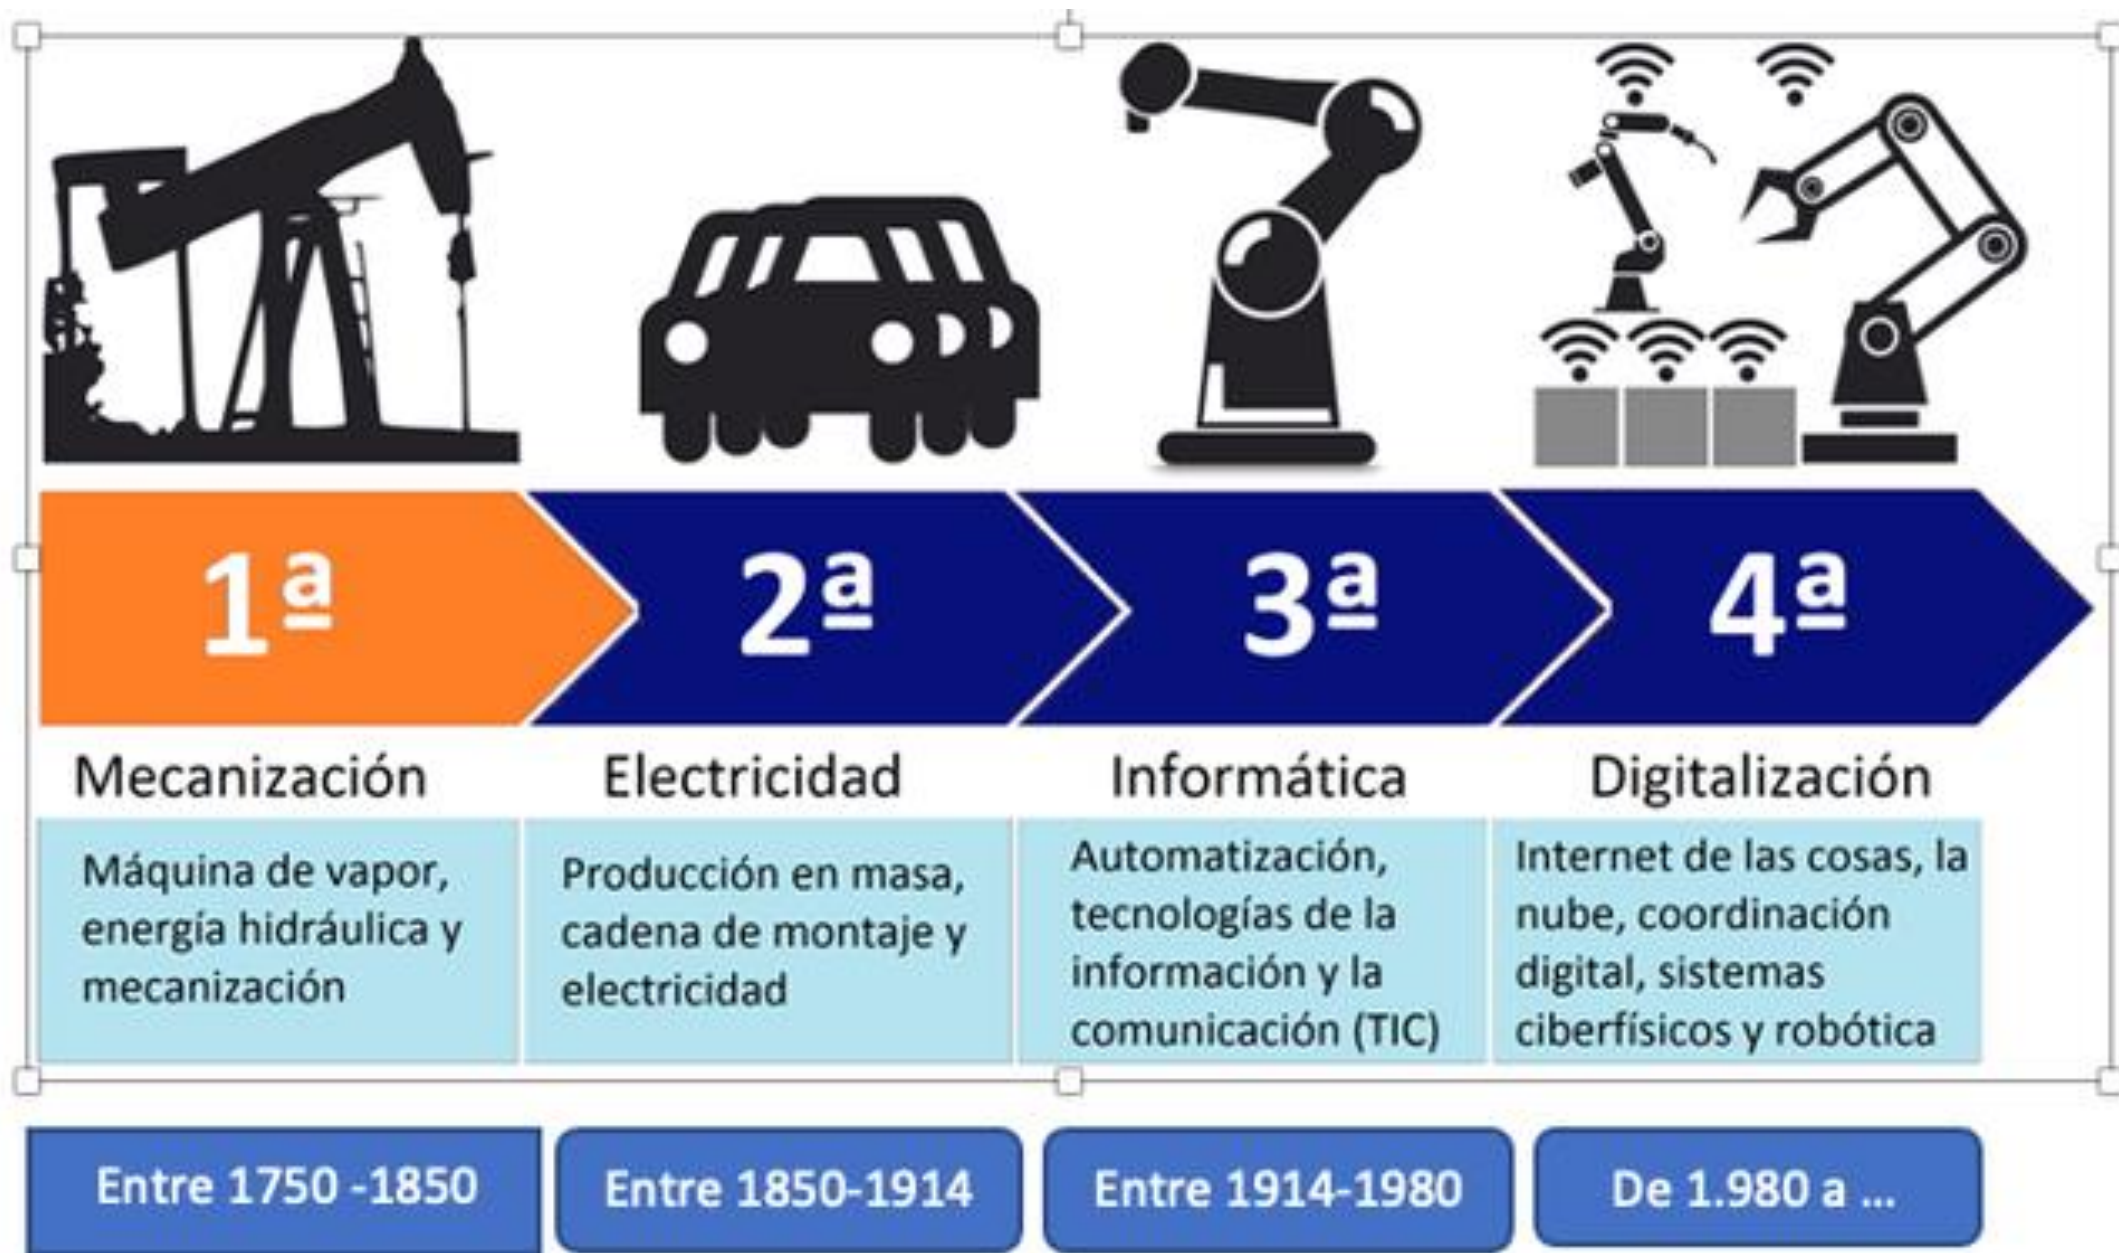 1ª
2ª
3ª
4ª
Mecanización
Electricidad
Informática
Digitalización
Máquina de vapor,
energía hidráulica y
mecanización
Producción en masa,
cadena de montaje y
electricidad
Automatización,
tecnologías de la
información y la
comunicación (TIC)
Internet de las cosas, la
nube, coordinación
digital, sistemas
ciberfísicos y robótica
Entre 1750 -1850
Entre 1850-1914
Entre 1914-1980
De 1.980 a ...